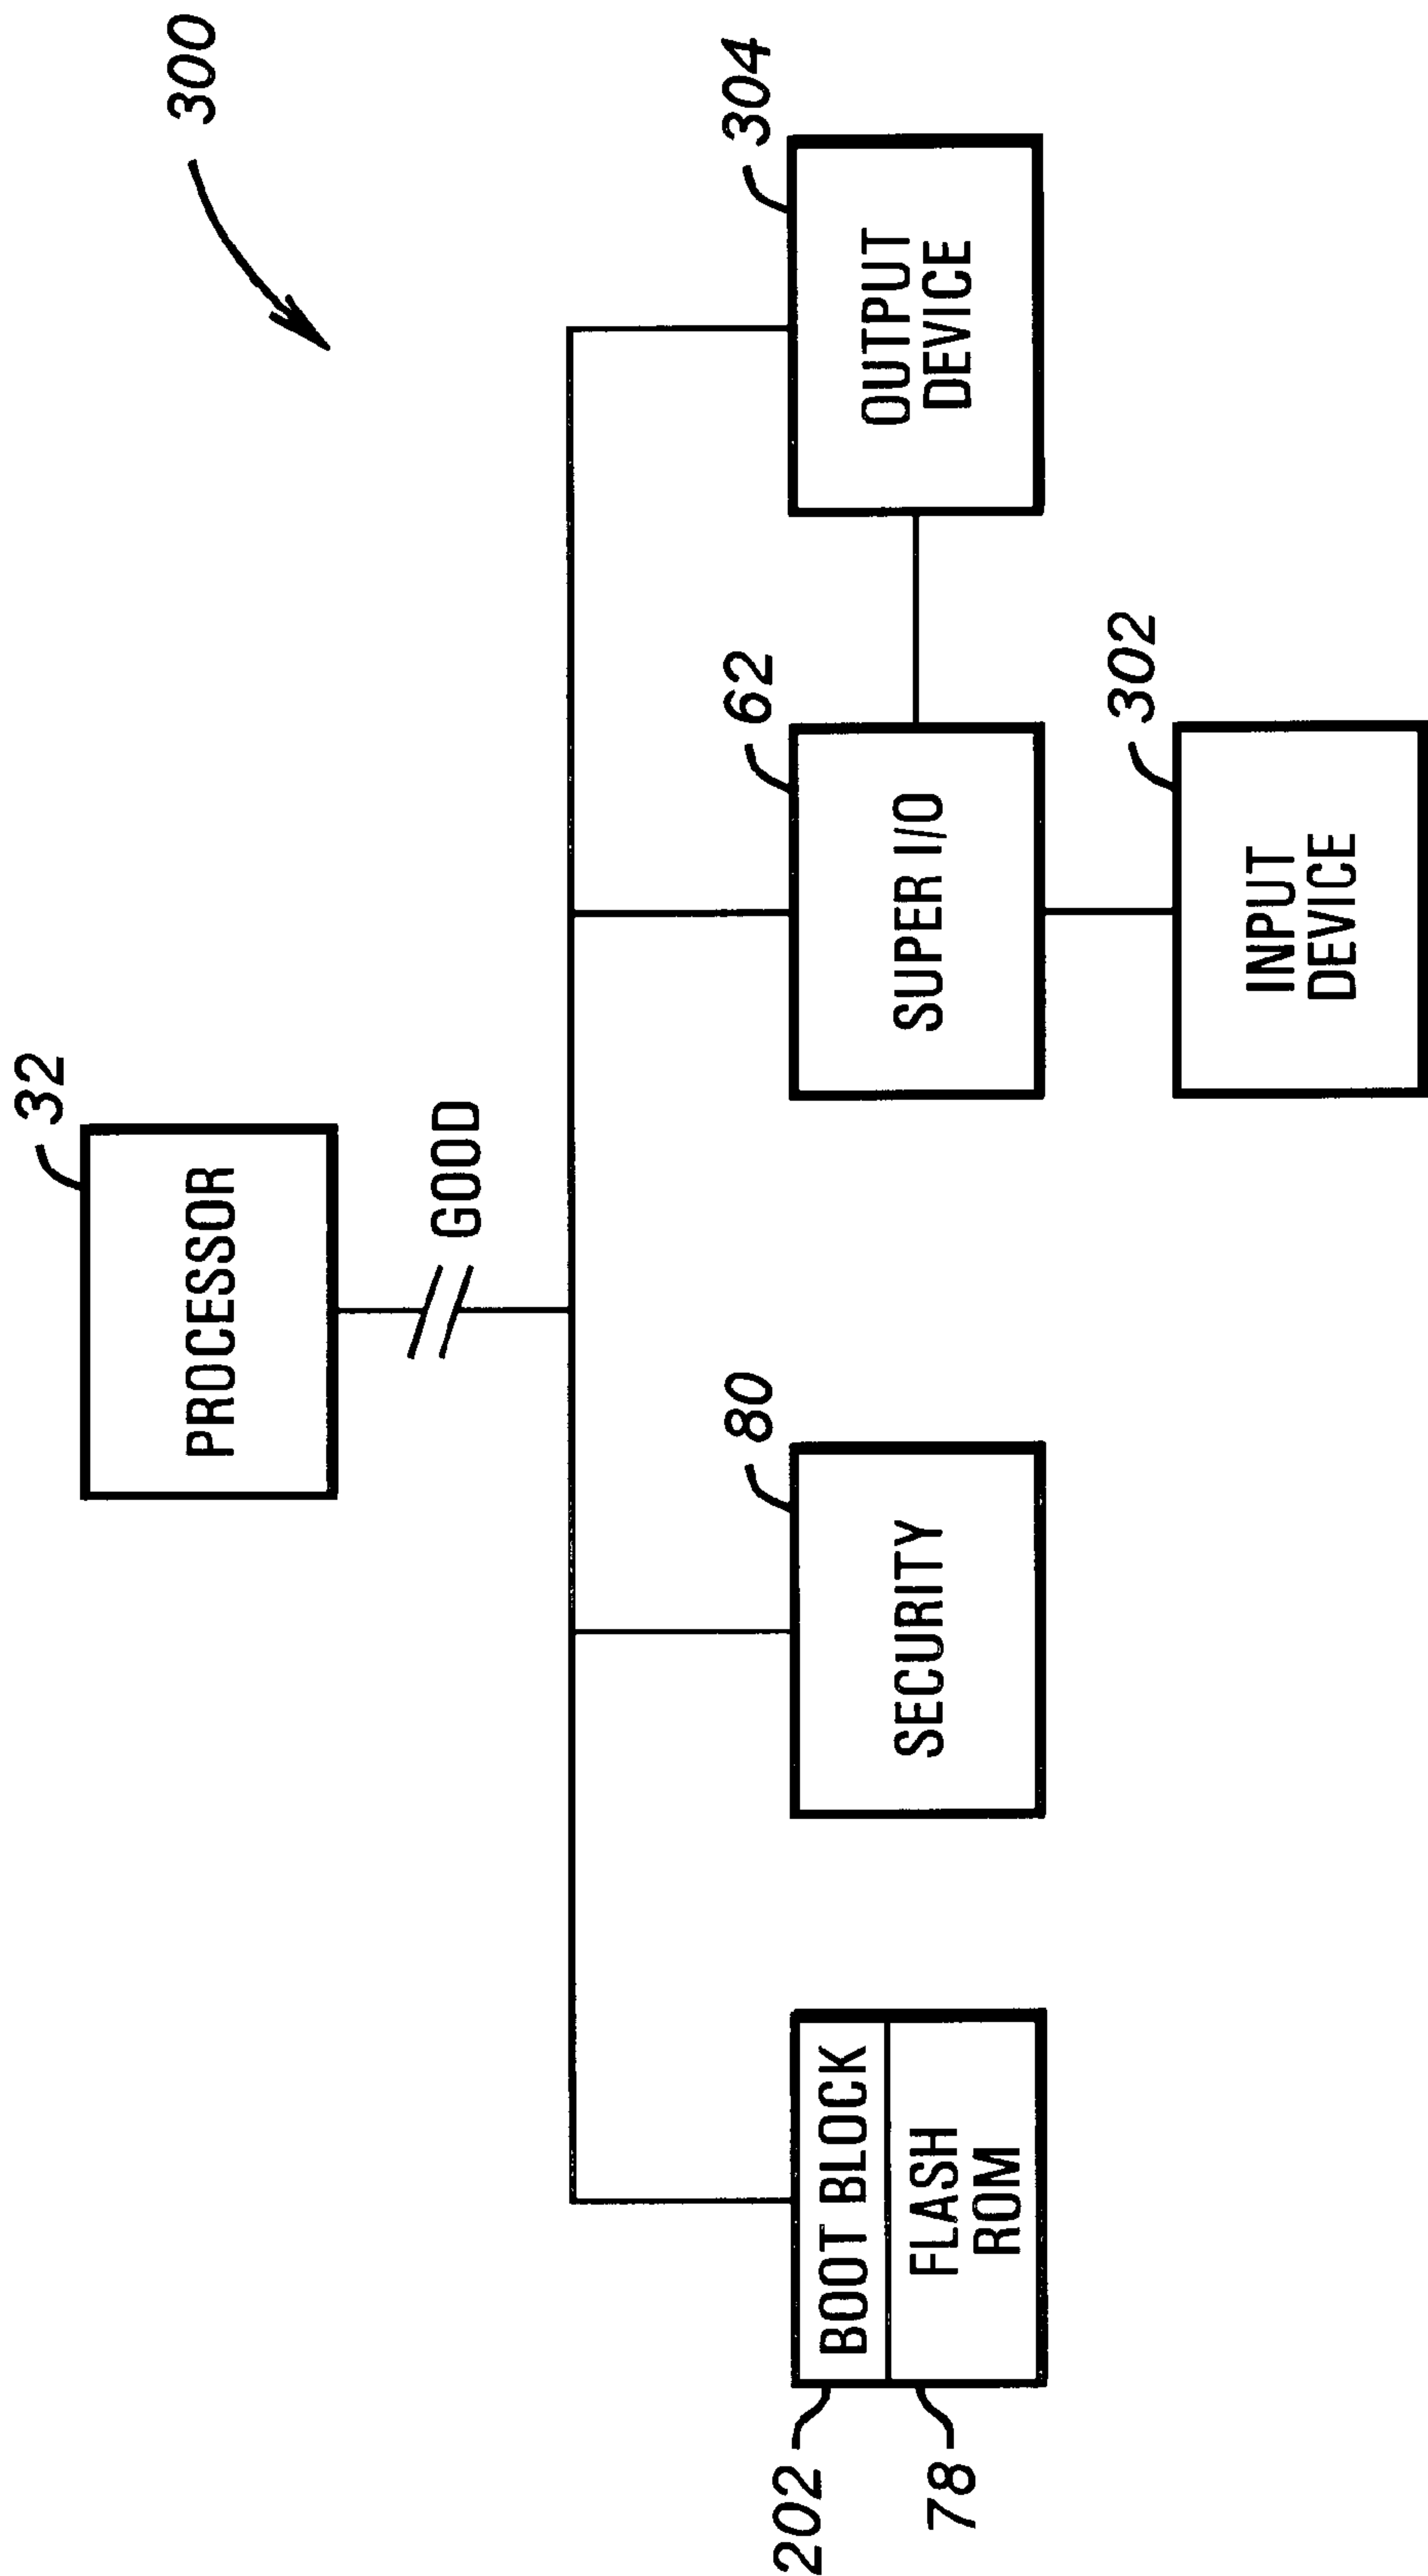 300
32
PROCESSOR
GOOD
80
62
304
BOOT BLOCK
FLASH
ROM
SECURITY
SUPER I/O
OUTPUT
DEVICE
202
78
302
INPUT
DEVICE